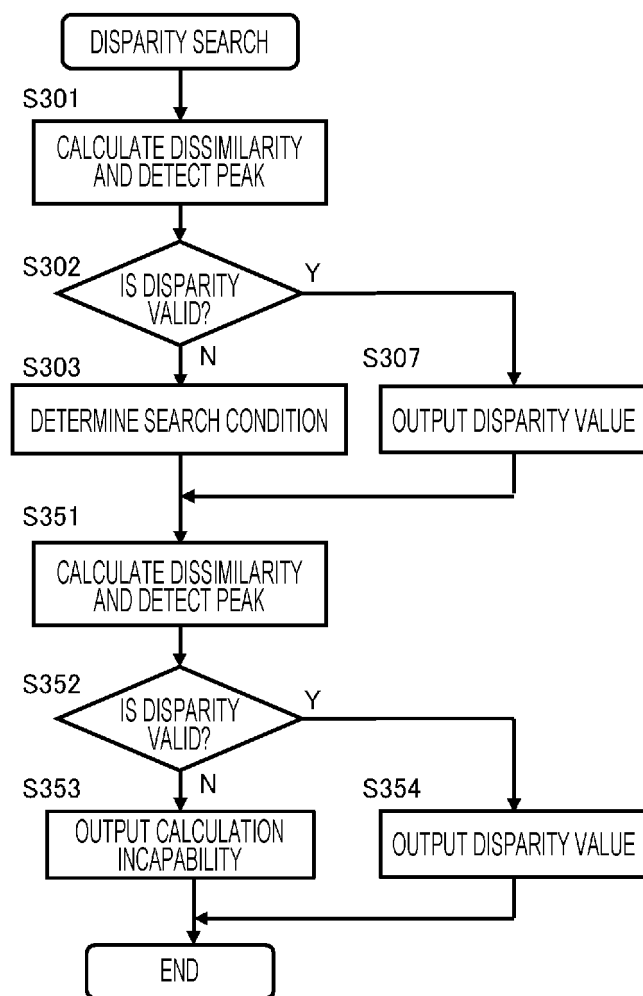 DISPARITY SEARCH
S301
CALCULATE DISSIMILARITY
AND DETECT PEAK
S302
IS DISPARITY
VALID?
Y
N
S303
DETERMINE SEARCH CONDITION
S307
OUTPUT DISPARITY VALUE
S351
CALCULATE DISSIMILARITY
AND DETECT PEAK
S352
IS DISPARITY
VALID?
Y
N
S353
OUTPUT CALCULATION
INCAPABILITY
S354
OUTPUT DISPARITY VALUE
END